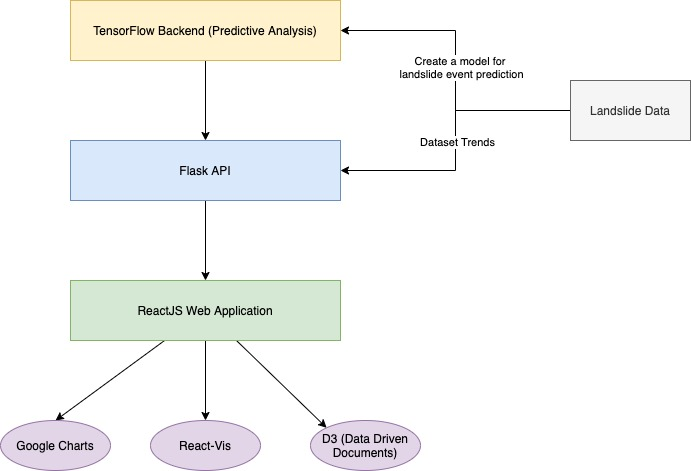 TensorFlow Backend (Predictive Analysis)
Create a model for
landslide event prediction
Landslide Data
Dataset Trends
Flask API
ReactJS Web Application
Google Charts
React-Vis
D3 (Data Driven
Documents)